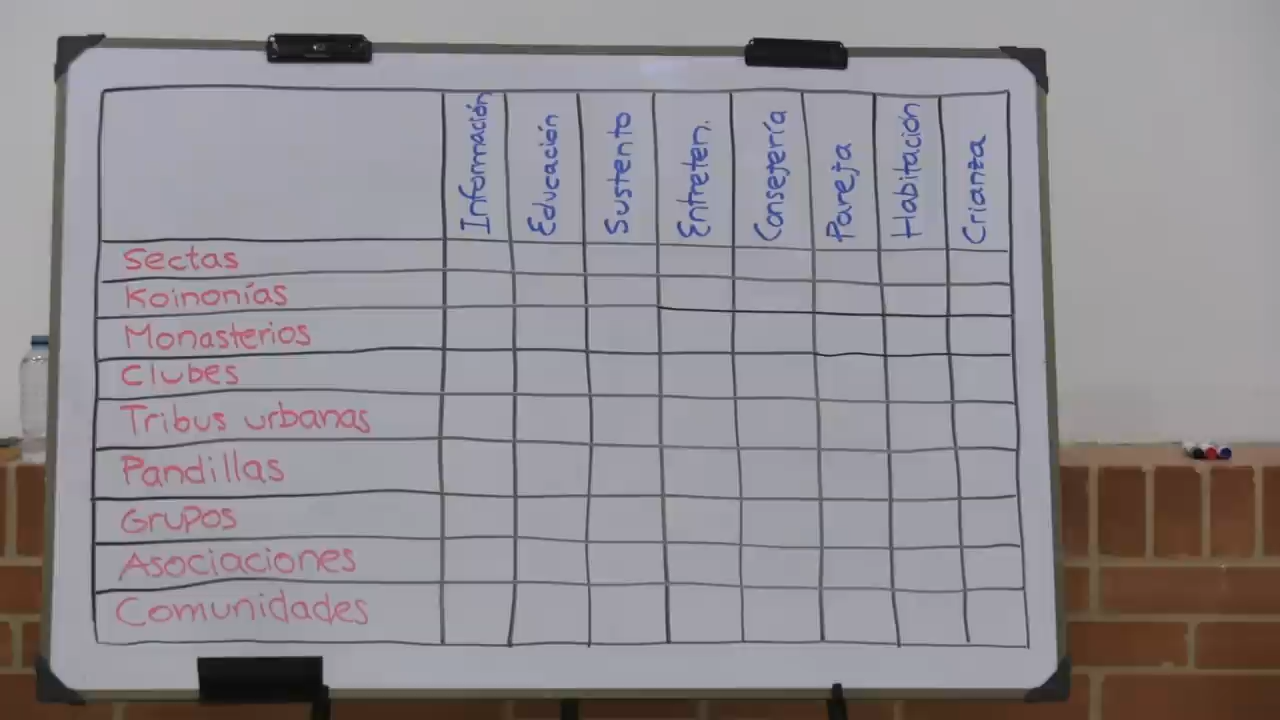 Información
Educación
Sustento
Entreten.
Consejería
Pareja
Habitación
Crianza
Sectas
Koinonías
Monasterios
Clubes
Tribus urbanas
Pandillas
Grupos
Asociaciones
Comunidades